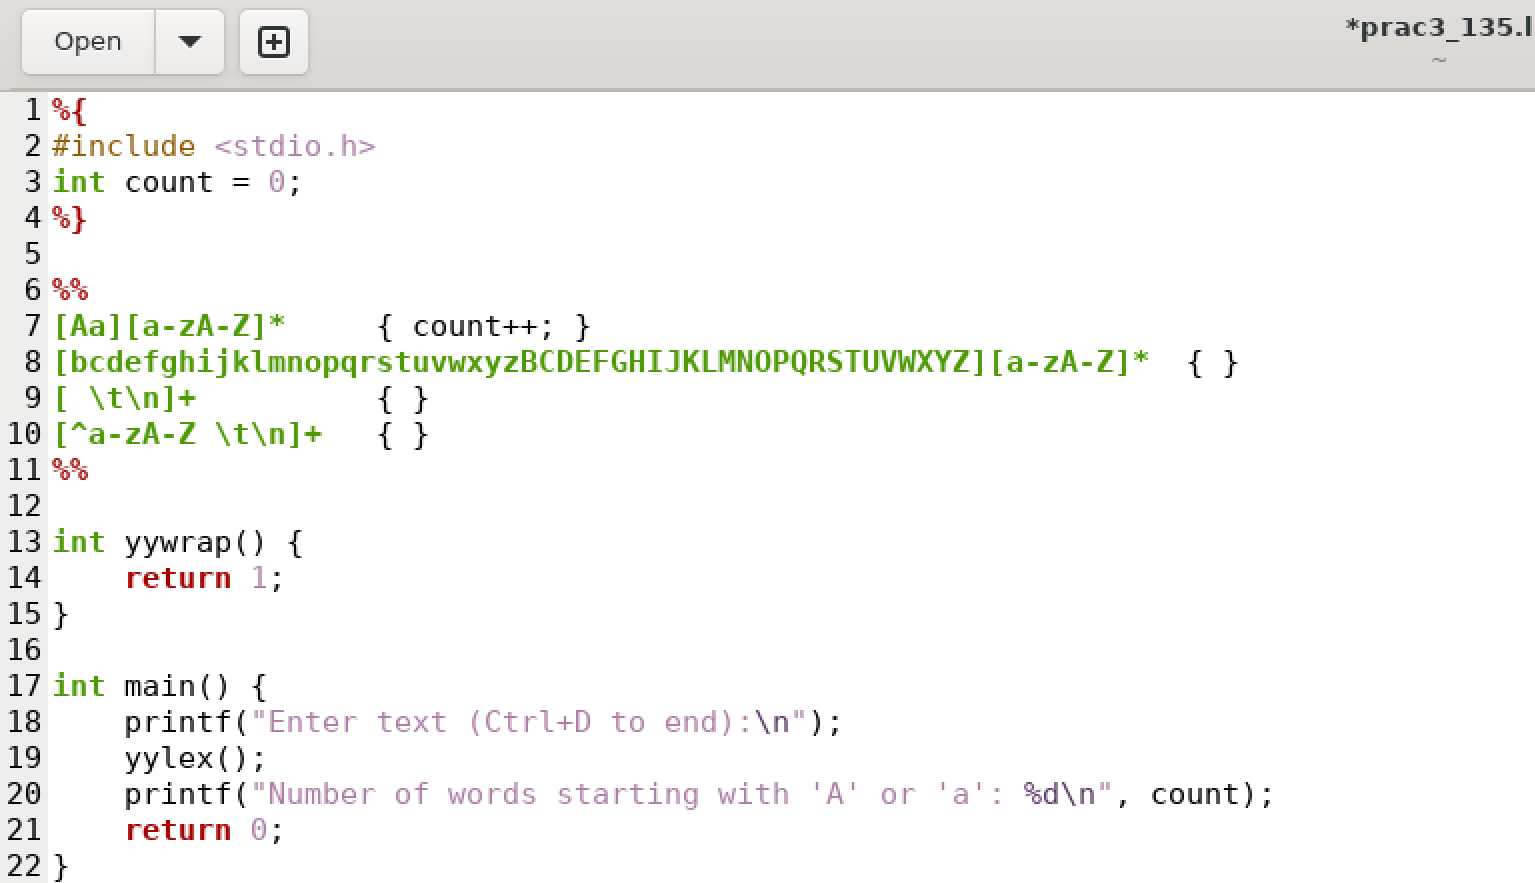 Open
*prac3_135.l
~
1 %{
2 #include <stdio.h>
3 int count = 0;
4 %}
5
6 %%
7 [Aa][a-zA-Z]*     { count++; }
8 [bcdefghijklmnopqrstuvwxyzBCDEFGHIJKLMNOPQRSTUVWXYZ][a-zA-Z]*  { }
9 [ \t\n]+          { }
10 [^a-zA-Z \t\n]+   { }
11 %%
12
13 int yywrap() {
14     return 1;
15 }
16
17 int main() {
18     printf("Enter text (Ctrl+D to end):\n");
19     yylex();
20     printf("Number of words starting with 'A' or 'a': %d\n", count);
21     return 0;
22 }